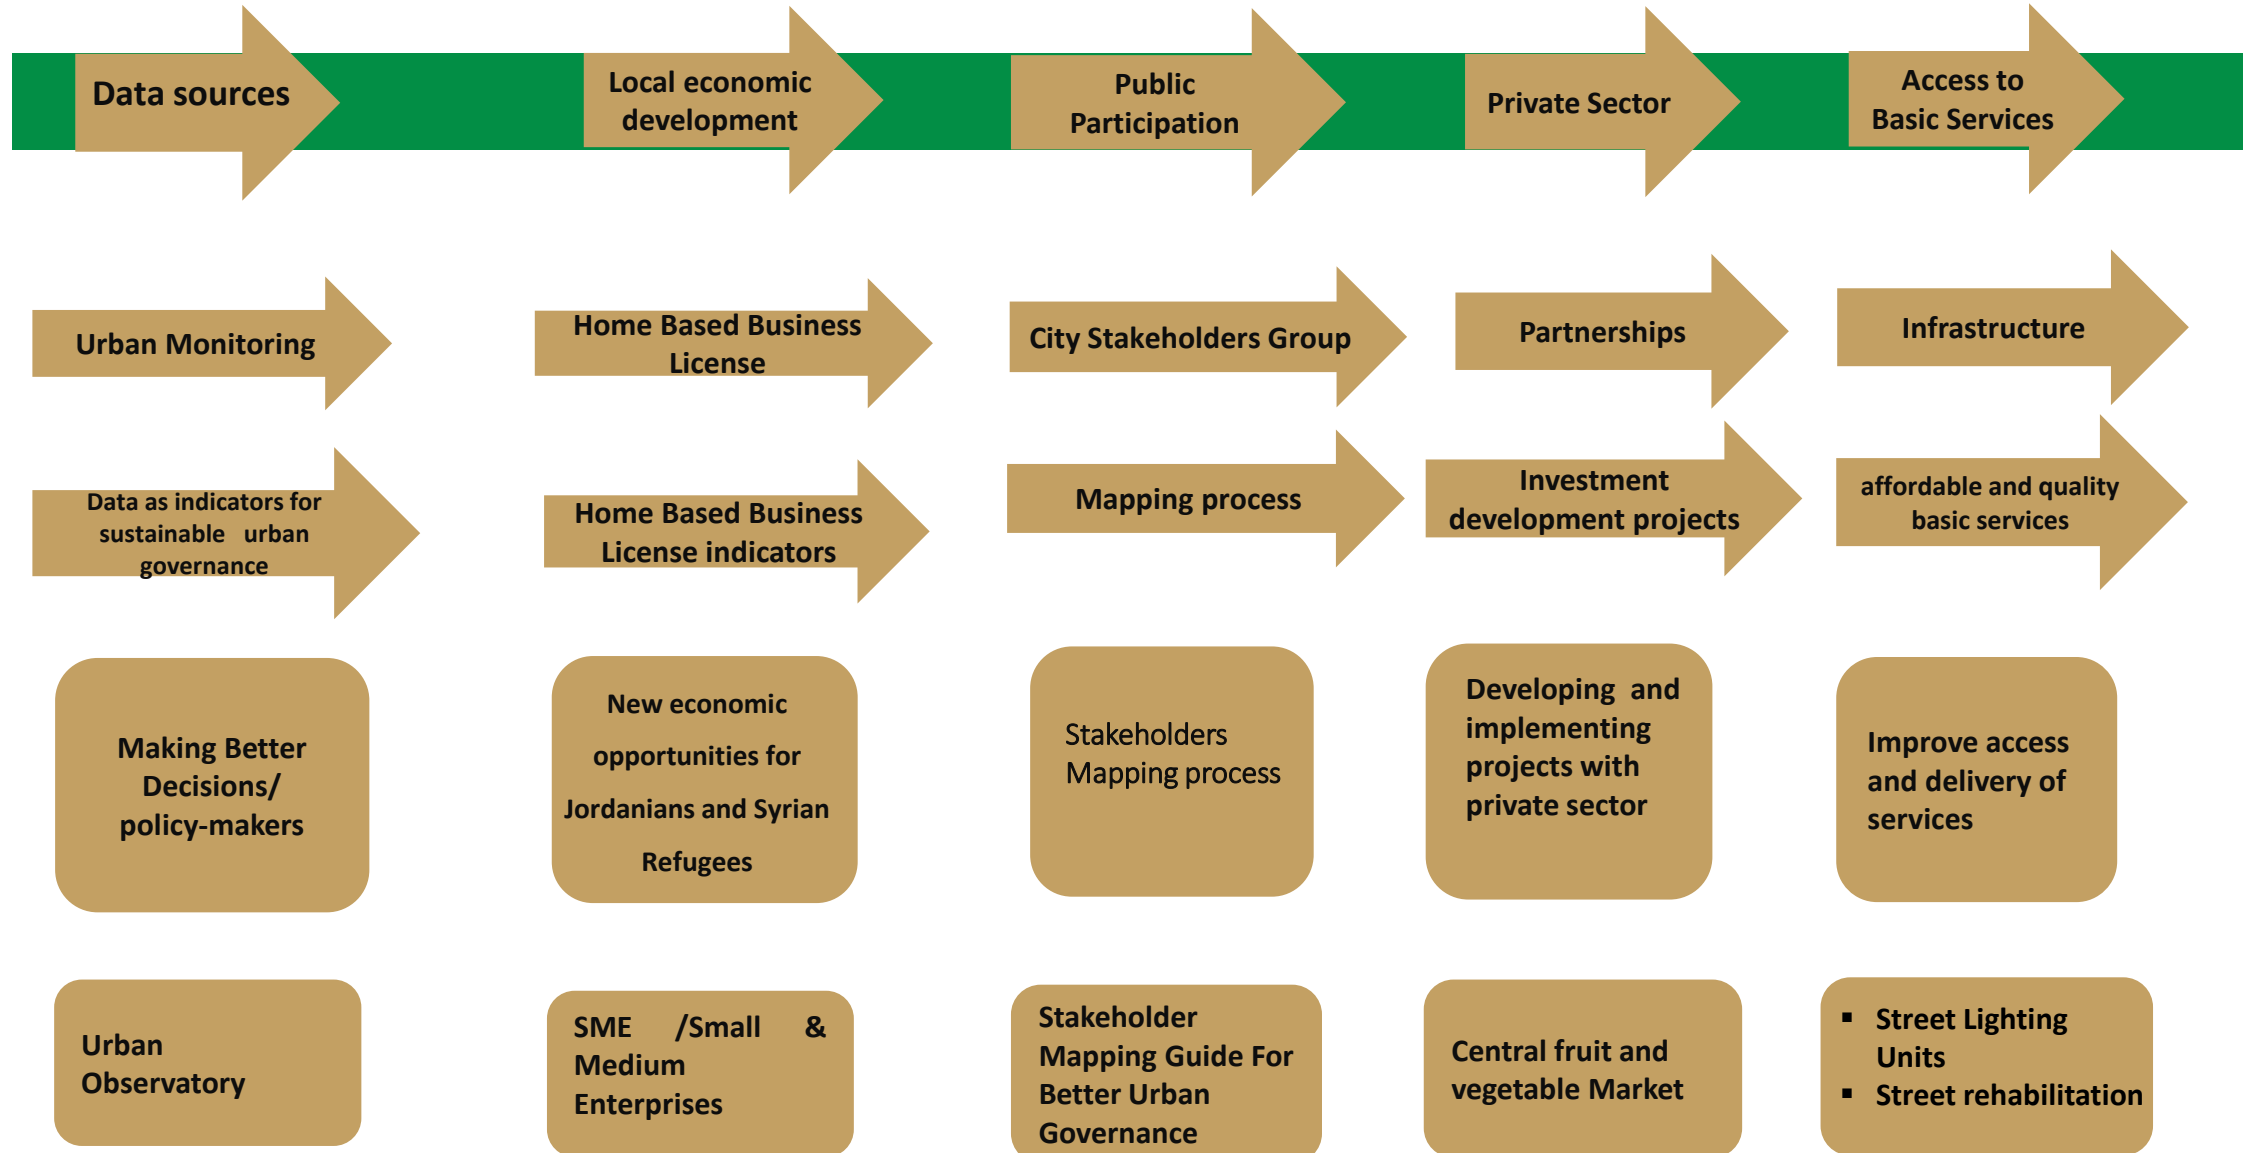 Data sources
Local economic
development
Public
Participation
Private Sector
Access to
Basic Services
Urban Monitoring
Home Based Business
License
City Stakeholders Group
Partnerships
Infrastructure
Data as indicators for
sustainable urban
governance
Home Based Business
License indicators
Mapping process
Investment
development projects
affordable and quality
basic services
Making Better
Decisions/
policy-makers
New economic
opportunities for
Jordanians and Syrian
Refugees
Stakeholders
Mapping process
Developing and
implementing
projects with
private sector
Improve access
and delivery of
services
Urban
Observatory
SME /Small &
Medium
Enterprises
Stakeholder
Mapping Guide For
Better Urban
Governance
Central fruit and
vegetable Market
▪ Street Lighting
Units
▪ Street rehabilitation